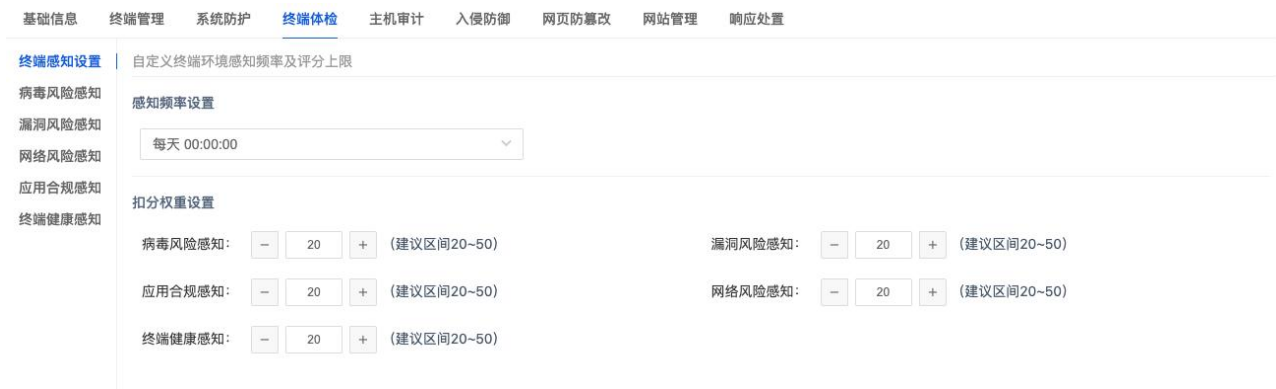 基础信息 终端管理 系统防护 终端体检 主机审计 入侵防御 网页防篡改 网站管理 响应处置
终端感知设置
病毒风险感知
漏洞风险感知
网络风险感知
应用合规感知
终端健康感知
自定义终端环境感知频率及评分上限
感知频率设置
每天 00:00:00
扣分权重设置
病毒风险感知： − 20 + (建议区间20~50) 漏洞风险感知： − 20 + (建议区间20~50)
应用合规感知： − 20 + (建议区间20~50) 网络风险感知： − 20 + (建议区间20~50)
终端健康感知： − 20 + (建议区间20~50)